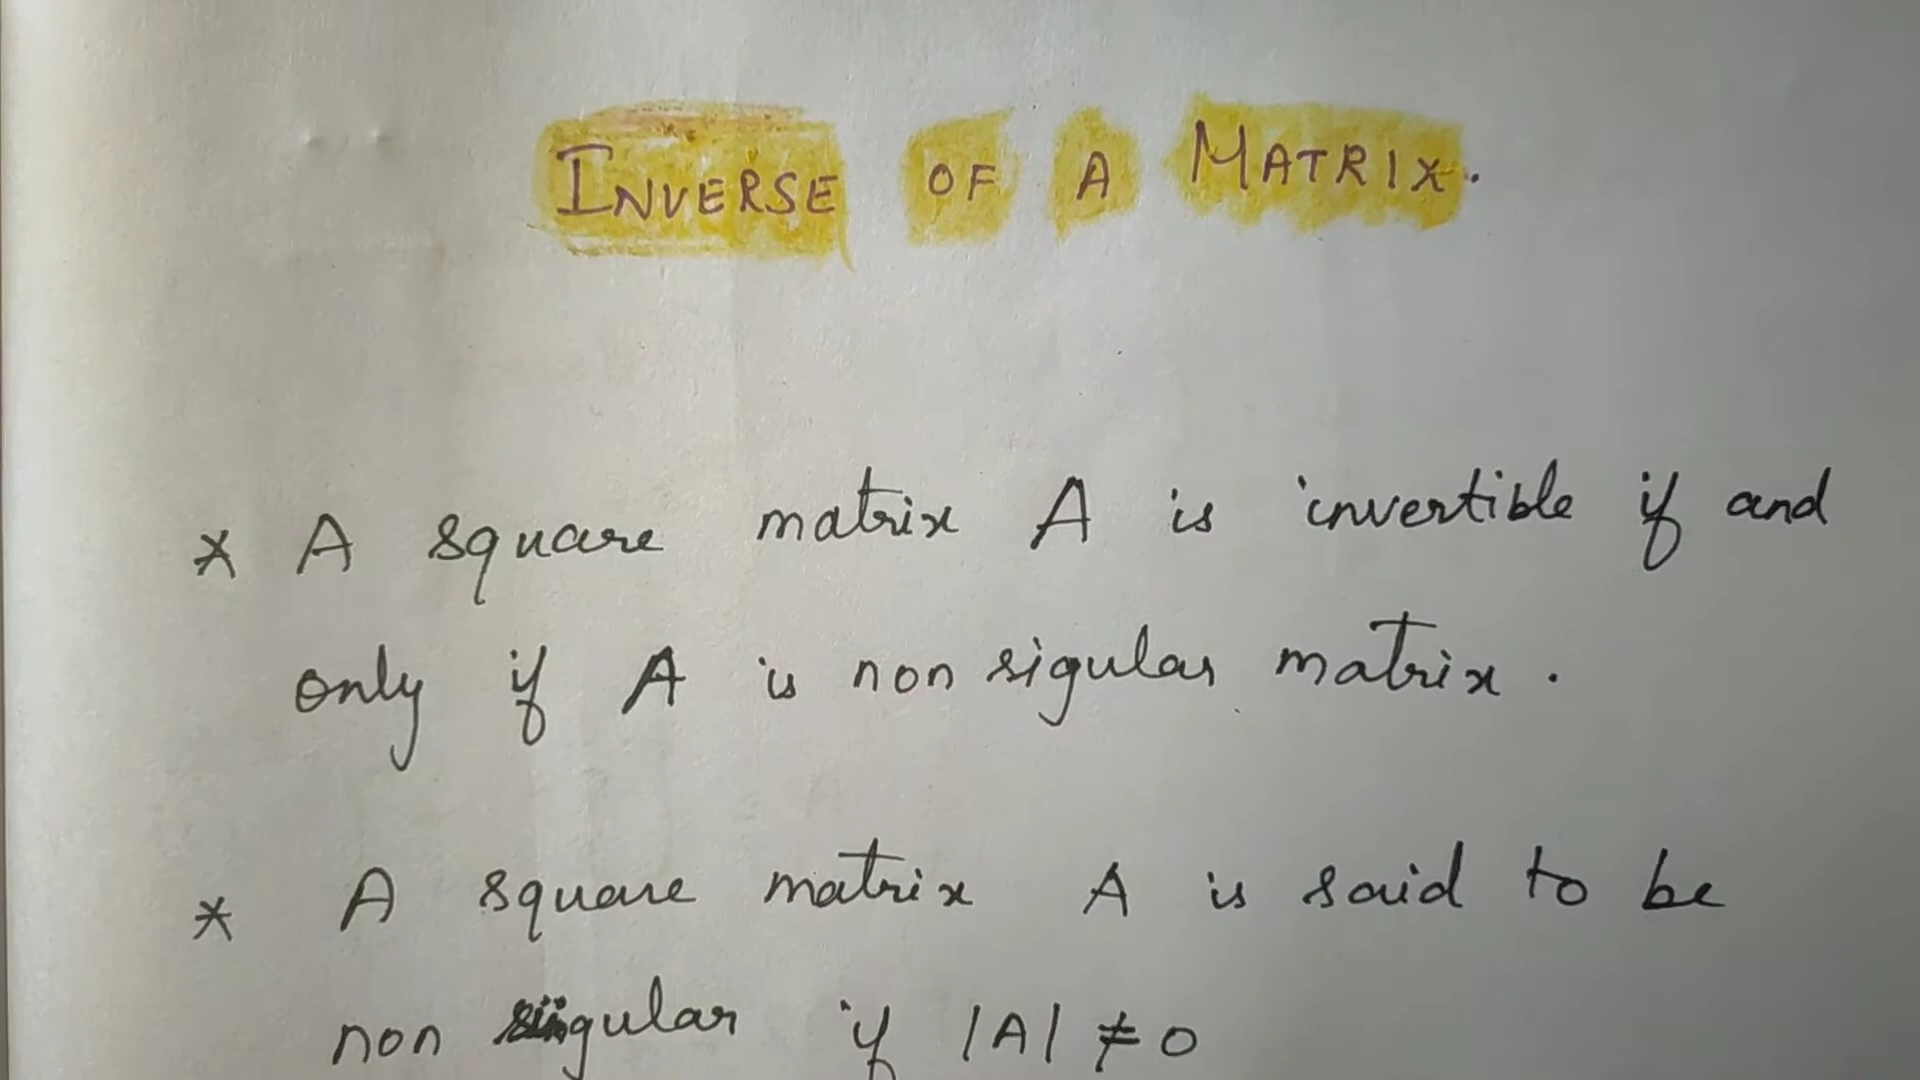 INVERSE OF A MATRIX.
* A square matrix A is invertible if and
only if A is non sigular matrix.
* A square matrix A is said to be
non singular if |A| ≠ 0